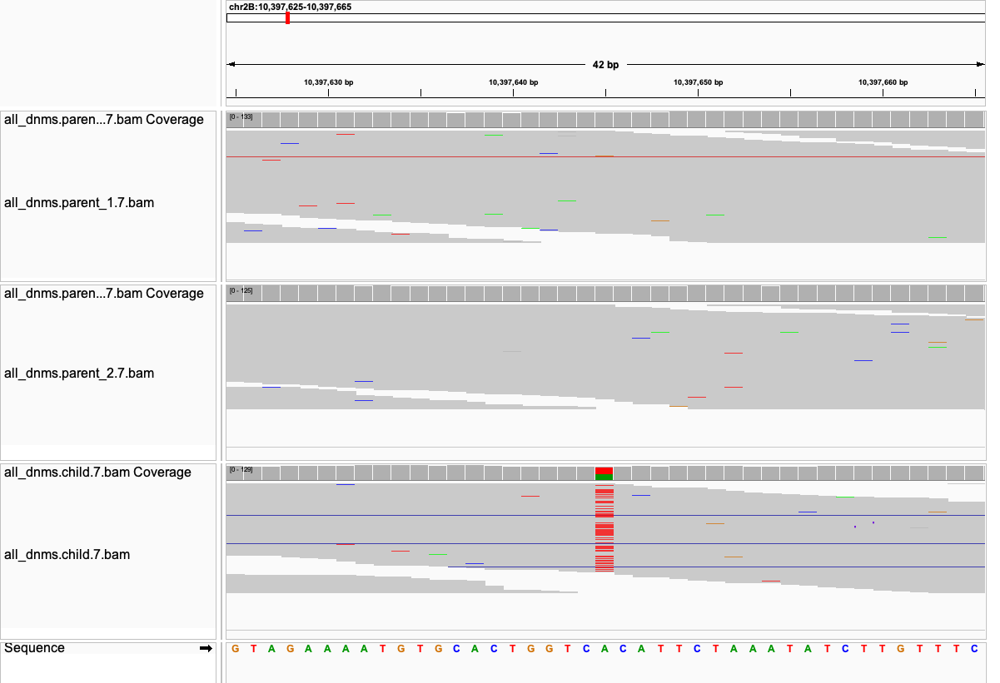 chr2B:10,397,625-10,397,665
42 bp
10,397,630 bp 10,397,640 bp 10,397,650 bp 10,397,660 bp
all_dnms.paren...7.bam Coverage
[0 - 133]
all_dnms.parent_1.7.bam
all_dnms.paren...7.bam Coverage
[0 - 125]
all_dnms.parent_2.7.bam
all_dnms.child.7.bam Coverage
[0 - 129]
all_dnms.child.7.bam
Sequence
G T A G A A A A T G T G C A C T G G T C A C A T T C T A A A T A T C T T G T T T C